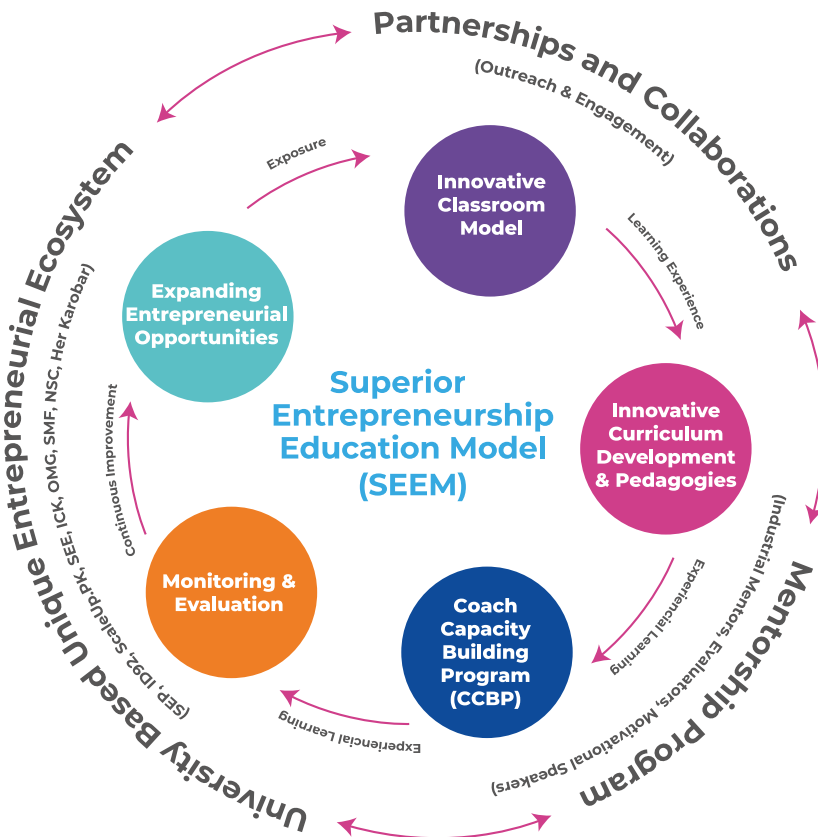 Partnerships and Collaborations
(Outreach & Engagement)
Exposure
Innovative
Classroom
Model
Learning Experience
Expanding
Entrepreneurial
Opportunities
Superior
Entrepreneurship
Education Model
(SEEM)
Innovative
Curriculum
Development
& Pedagogies
Continuous Improvement
Monitoring &
Evaluation
Coach
Capacity
Building
Program
(CCBP)
Experiencial Learning
Experiencial Learning
Mentorship Program
(Industrial Mentors, Evaluators, Motivational Speakers)
University Based Unique Entrepreneurial Ecosystem
(SEP, ID92, ScaleUp.PK, SEE, ICK, OMG, SMF, NSC, Her Karobar)